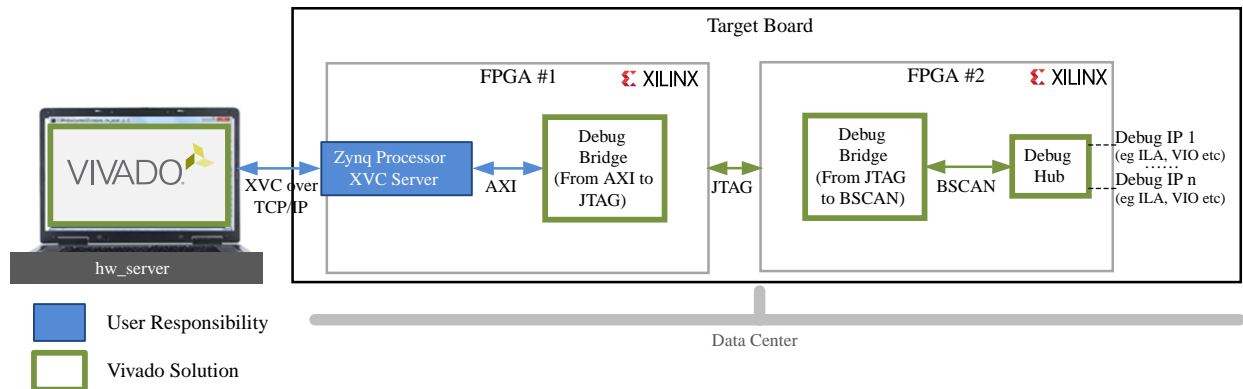 Target Board
FPGA #1
XILINX
FPGA #2
XILINX
VIVADO
hw_server
XVC over
TCP/IP
Zynq Processor
XVC Server
AXI
Debug
Bridge
(From AXI to
JTAG)
JTAG
Debug
Bridge
(From JTAG
to BSCAN)
BSCAN
Debug
Hub
Debug IP 1
(eg ILA, VIO etc)
......
Debug IP n
(eg ILA, VIO etc)
User Responsibility
Vivado Solution
Data Center